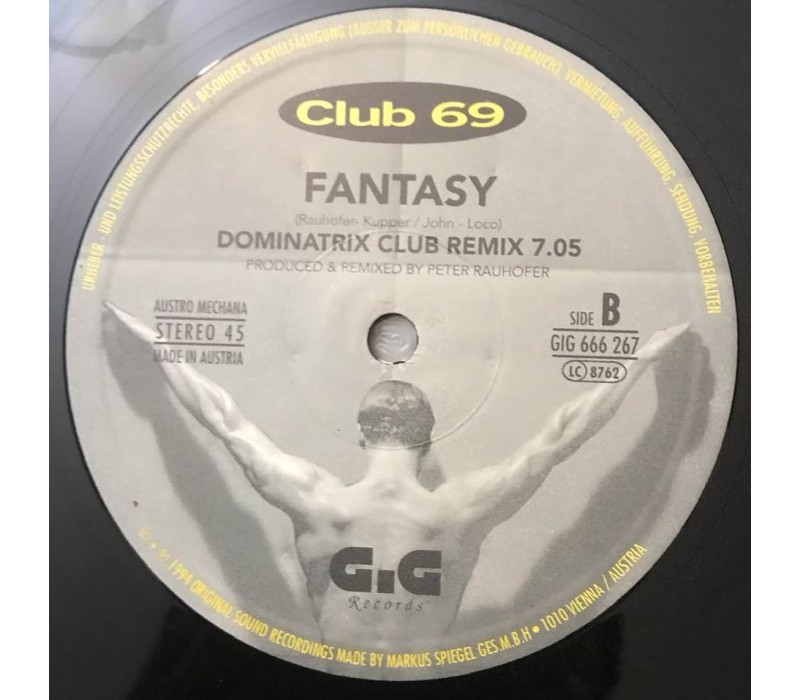 URHEBER - UND LEISTUNGSSCHUTZRECHTE, BESONDERS VERVIELFÄLTIGUNG (AUSSER ZUM PERSÖNLICHEN GEBRAUCH), VERMIETUNG, AUFFÜHRUNG, SENDUNG, VORBEHALTEN
Club 69
FANTASY
(Rauhofer- Kupper / John - Loco)
DOMINATRIX CLUB REMIX 7.05
PRODUCED & REMIXED BY PETER RAUHOFER
AUSTRO MECHANA
STEREO 45
MADE IN AUSTRIA
SIDE B
GIG 666 267
LC 8762
GIG
Records
℗ • © 1994 ORIGINAL SOUND RECORDINGS MADE BY MARKUS SPIEGEL GES.M.B.H • 1010 VIENNA / AUSTRIA